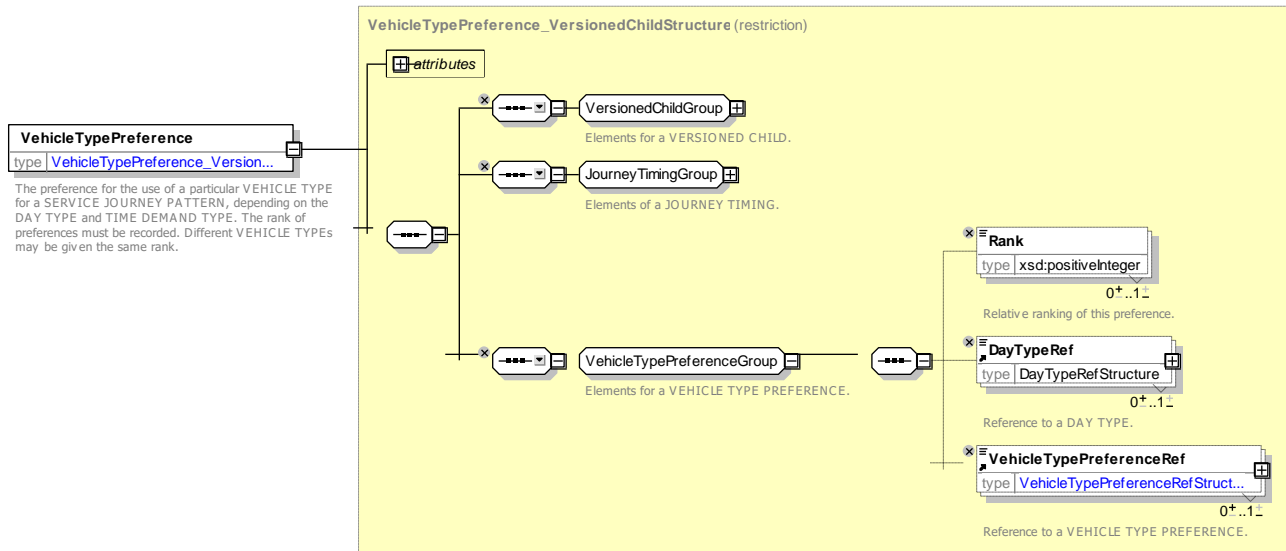 VehicleTypePreference_VersionedChildStructure (restriction)
attributes
VersionedChildGroup
Elements for a VERSIONED CHILD.
VehicleTypePreference
type VehicleTypePreference_Version...
The preference for the use of a particular VEHICLE TYPE
for a SERVICE JOURNEY PATTERN, depending on the
DAY TYPE and TIME DEMAND TYPE. The rank of
preferences must be recorded. Different VEHICLE TYPEs
may be given the same rank.
JourneyTimingGroup
Elements of a JOURNEY TIMING.
Rank
type xsd:positiveInteger
0..1
Relative ranking of this preference.
VehicleTypePreferenceGroup
Elements for a VEHICLE TYPE PREFERENCE.
DayTypeRef
type DayTypeRefStructure
0..1
Reference to a DAY TYPE.
VehicleTypePreferenceRef
type VehicleTypePreferenceRefStruct...
0..1
Reference to a VEHICLE TYPE PREFERENCE.